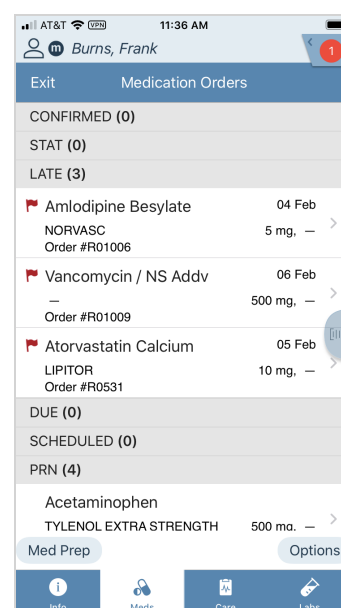 AT&T VPN 11:36 AM
m Burns, Frank 1
Exit Medication Orders
CONFIRMED (0)
STAT (0)
LATE (3)
Amlodipine Besylate 04 Feb
NORVASC 5 mg, —
Order #R01006
Vancomycin / NS Addv 06 Feb
— 500 mg, —
Order #R01009
Atorvastatin Calcium 05 Feb
LIPITOR 10 mg, —
Order #R0531
DUE (0)
SCHEDULED (0)
PRN (4)
Acetaminophen
TYLENOL EXTRA STRENGTH 500 mg, —
Med Prep Options
Info Meds Care Labs